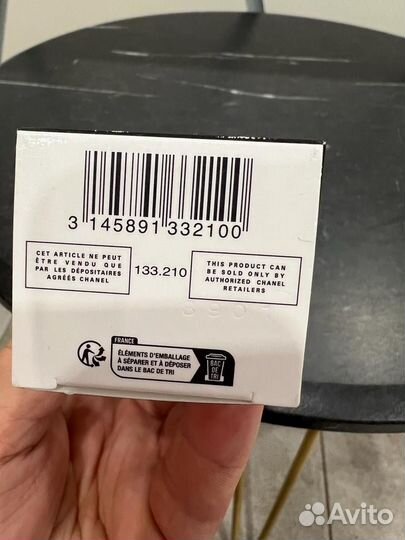 3 145891 332100
CET ARTICLE NE PEUT
ÊTRE VENDU QUE
PAR LES DÉPOSITAIRES
AGRÉÉS CHANEL
133.210
THIS PRODUCT CAN
BE SOLD ONLY BY
AUTHORIZED CHANEL
RETAILERS
FRANCE
ÉLÉMENTS D'EMBALLAGE
À SÉPARER ET À DÉPOSER
DANS LE BAC DE TRI
BAC
DE
TRI
Avito